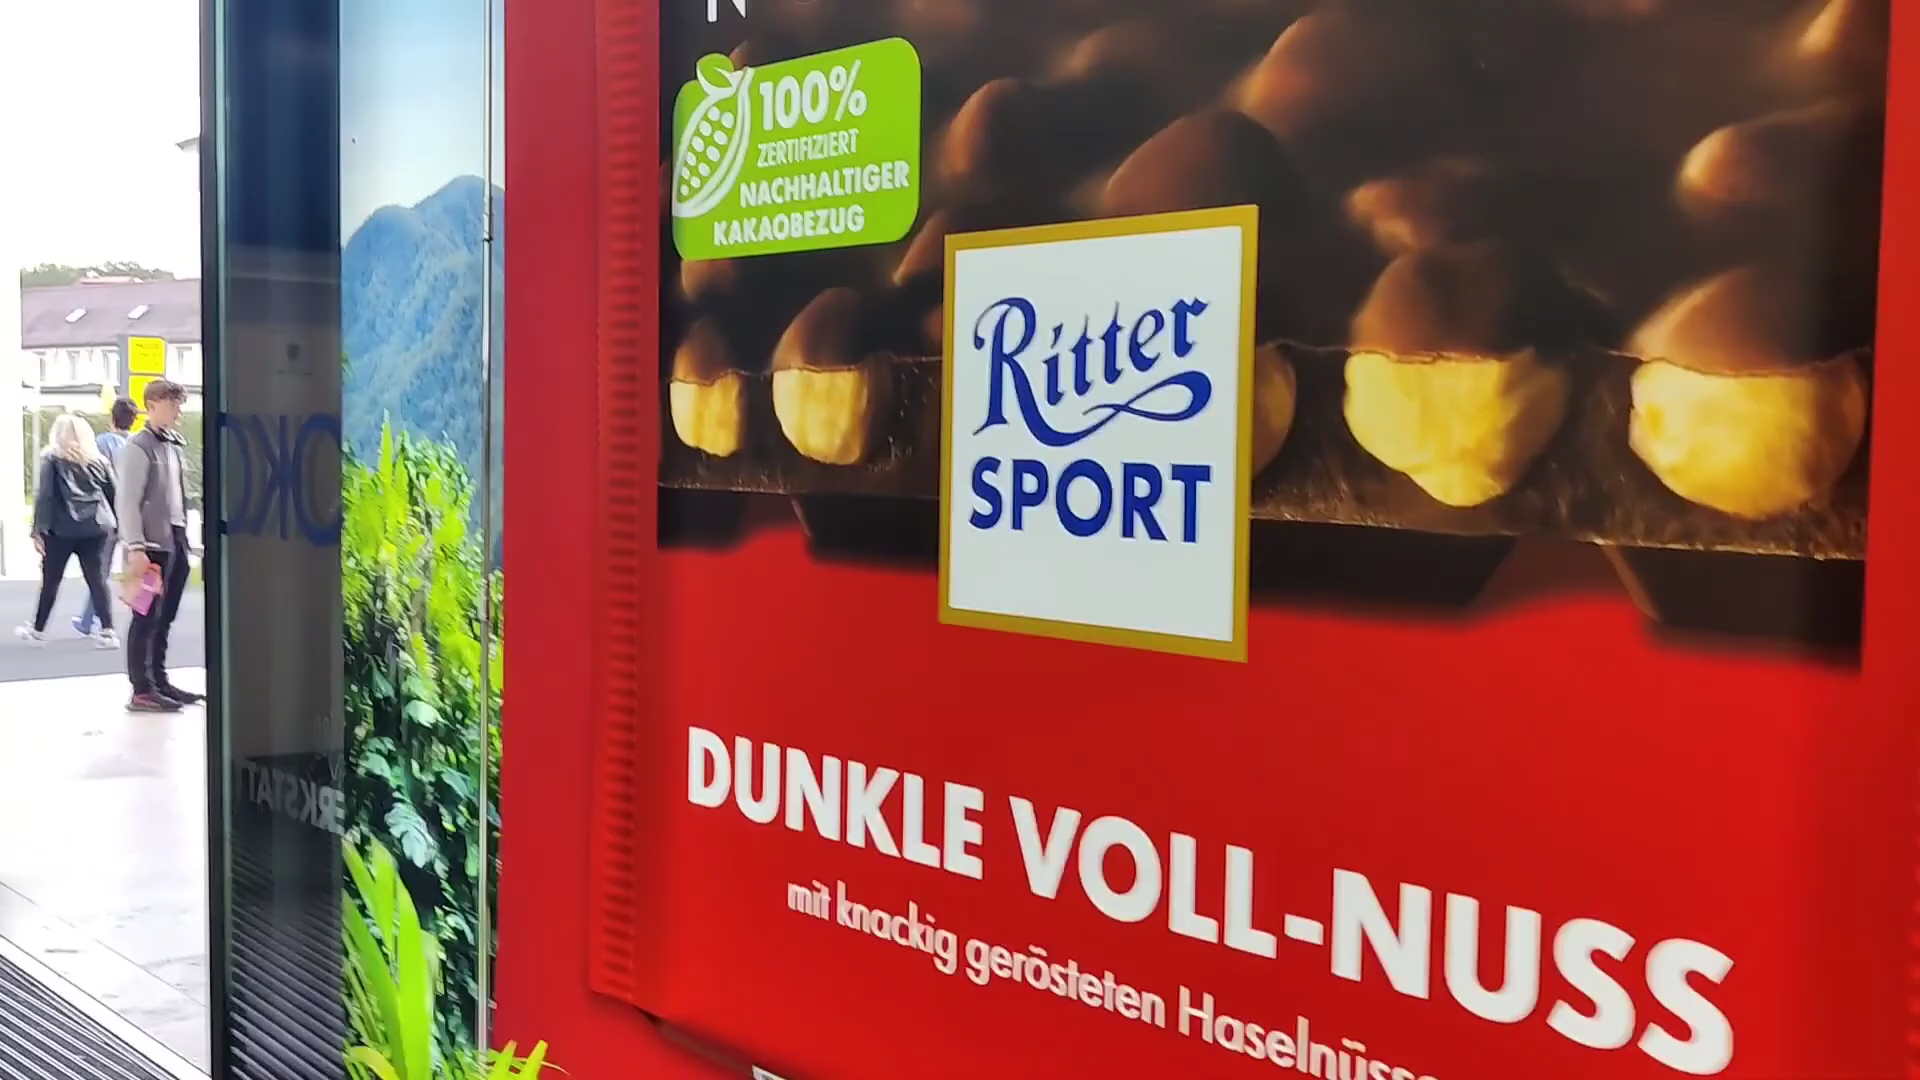 100%
ZERTIFIZIERT
NACHHALTIGER
KAKAOBEZUG
Ritter
SPORT
DUNKLE VOLL-NUSS
mit knackig gerösteten